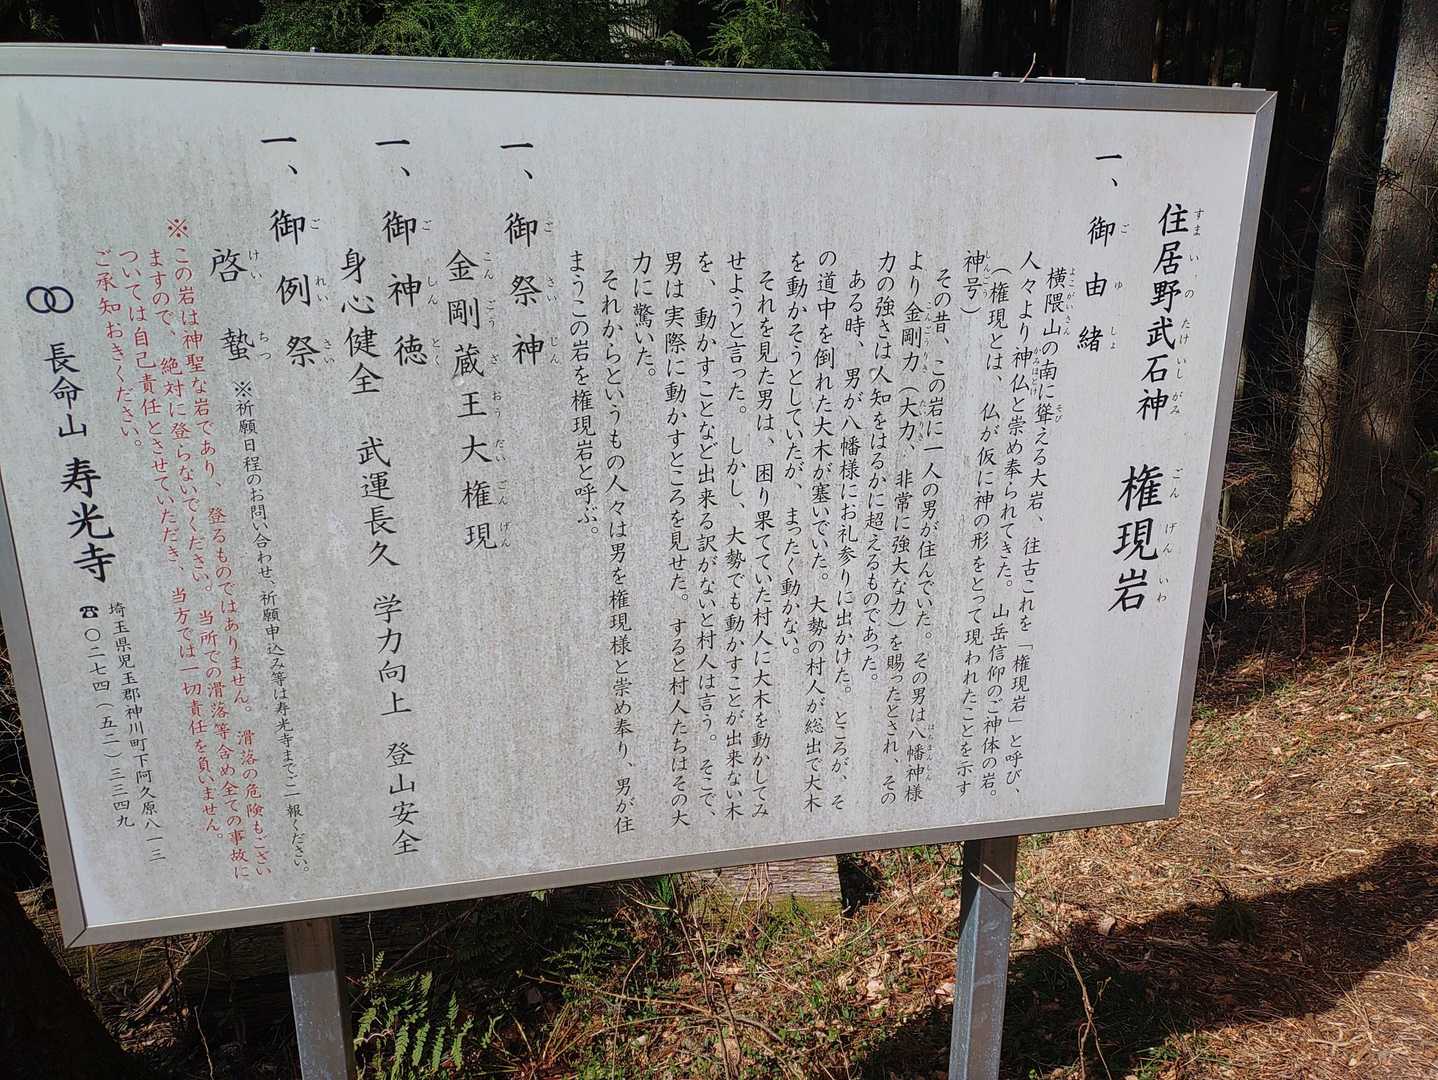 住居野武石神　権現岩
一、御由緒
横隈山の南に聳える大岩、往古これを「権現岩」と呼び、
人々より神仏と崇め奉られてきた。山岳信仰のご神体の岩。
（権現とは、仏が仮に神の形をとって現われたことを示す
神号）
その昔、この岩に一人の男が住んでいた。その男は八幡神様
より金剛力（大力、非常に強大な力）を賜ったとされ、その
力の強さは人知をはるかに超えるものであった。
ある時、男が八幡様にお礼参りに出かけた。ところが、そ
の道中を倒れた大木が塞いでいた。大勢の村人が総出で大木
を動かそうとしていたが、まったく動かない。
それを見た男は、困り果てていた村人に大木を動かしてみ
せようと言った。しかし、大勢でも動かすことが出来ない木
を、動かすことなど出来る訳がないと村人は言う。そこで、
男は実際に動かすところを見せた。すると村人たちはその大
力に驚いた。
それからというもの人々は男を権現様と崇め奉り、男が住
まうこの岩を権現岩と呼ぶ。
一、御祭神
金剛蔵王大権現
一、御神徳
身心健全　武運長久　学力向上　登山安全
一、御例祭
啓蟄　※祈願日程のお問い合わせ、祈願申込み等は寿光寺までご一報ください。
※この岩は神聖な岩であり、登るものではありません。滑落の危険もござい
ますので、絶対に登らないでください。当所での滑落等含め全ての事故に
ついては自己責任とさせていただき、当方では一切責任を負いません。
ご承知おきください。
長命山　寿光寺
埼玉県児玉郡神川町下阿久原八一三
☎〇二七四（五二）三三四九